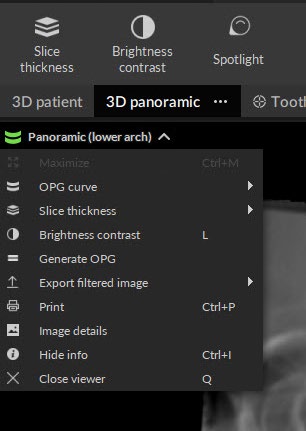 Slice
thickness
Brightness
contrast
Spotlight
3D patient
3D panoramic ...
Toot
Panoramic (lower arch)
Maximize Ctrl+M
OPG curve
Slice thickness
Brightness contrast L
Generate OPG
Export filtered image
Print Ctrl+P
Image details
Hide info Ctrl+I
Close viewer Q